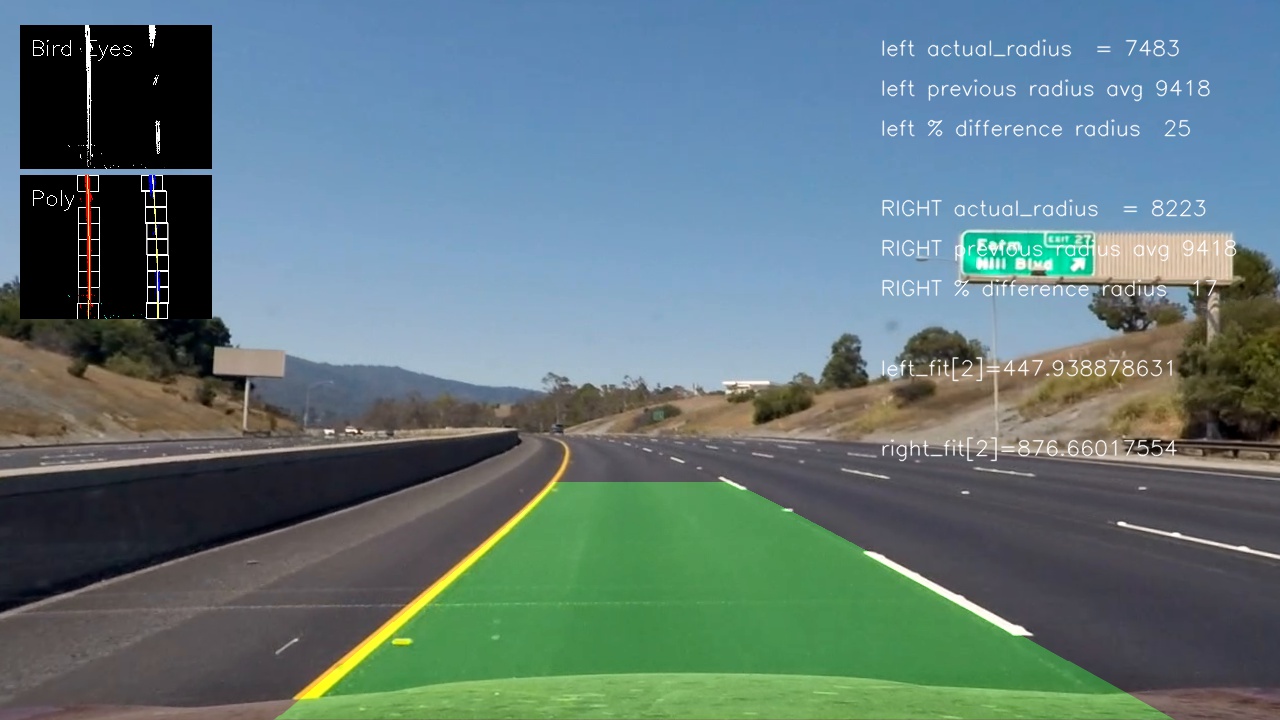 Bird Eyes
Poly
left actual_radius = 7483
left previous radius avg 9418
left % difference radius 25
RIGHT actual_radius = 8223
EXIT 27
Farm
RIGHT previous radius avg 9418
Hill Blvd
RIGHT % difference radius 17
left_fit[2]=447.938878631
right_fit[2]=876.66017554